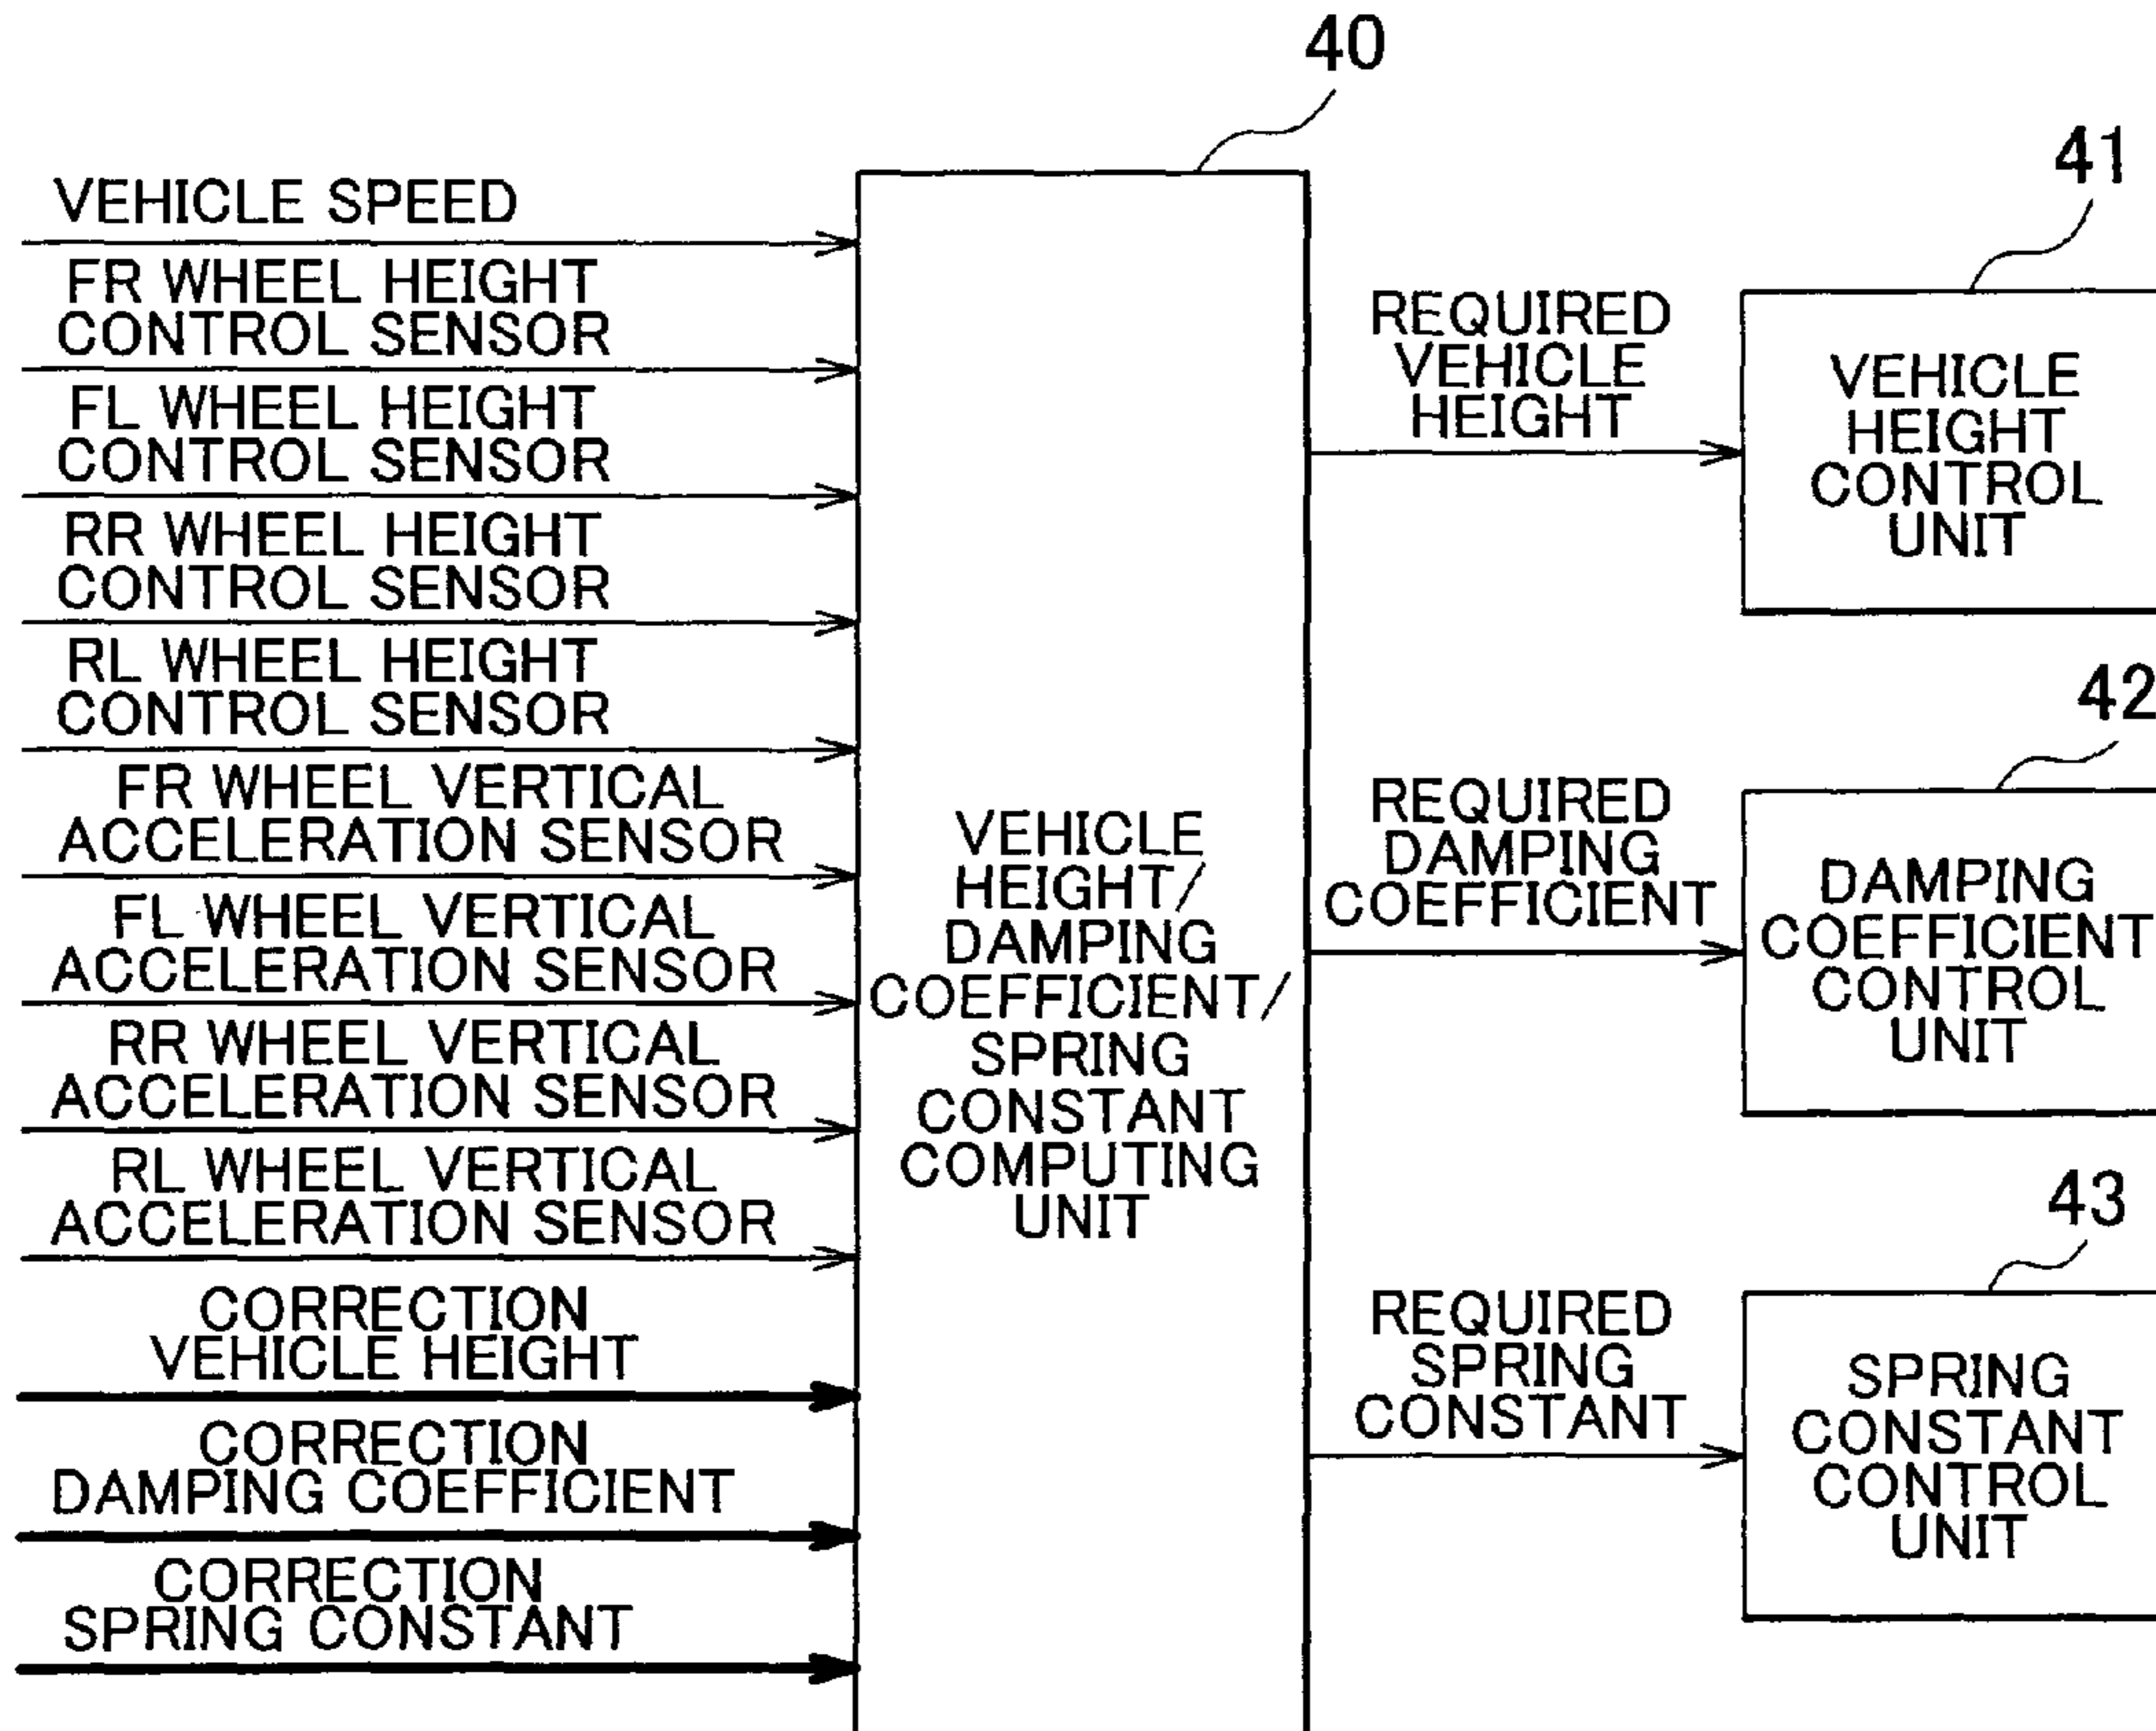 40
41
VEHICLE SPEED
FR WHEEL HEIGHT
CONTROL SENSOR
FL WHEEL HEIGHT
CONTROL SENSOR
RR WHEEL HEIGHT
CONTROL SENSOR
RL WHEEL HEIGHT
CONTROL SENSOR
FR WHEEL VERTICAL
ACCELERATION SENSOR
FL WHEEL VERTICAL
ACCELERATION SENSOR
RR WHEEL VERTICAL
ACCELERATION SENSOR
RL WHEEL VERTICAL
ACCELERATION SENSOR
CORRECTION
VEHICLE HEIGHT
CORRECTION
DAMPING COEFFICIENT
CORRECTION
SPRING CONSTANT
VEHICLE
HEIGHT/
DAMPING
COEFFICIENT/
SPRING
CONSTANT
COMPUTING
UNIT
REQUIRED
VEHICLE
HEIGHT
VEHICLE
HEIGHT
CONTROL
UNIT
42
REQUIRED
DAMPING
COEFFICIENT
DAMPING
COEFFICIENT
CONTROL
UNIT
43
REQUIRED
SPRING
CONSTANT
SPRING
CONSTANT
CONTROL
UNIT